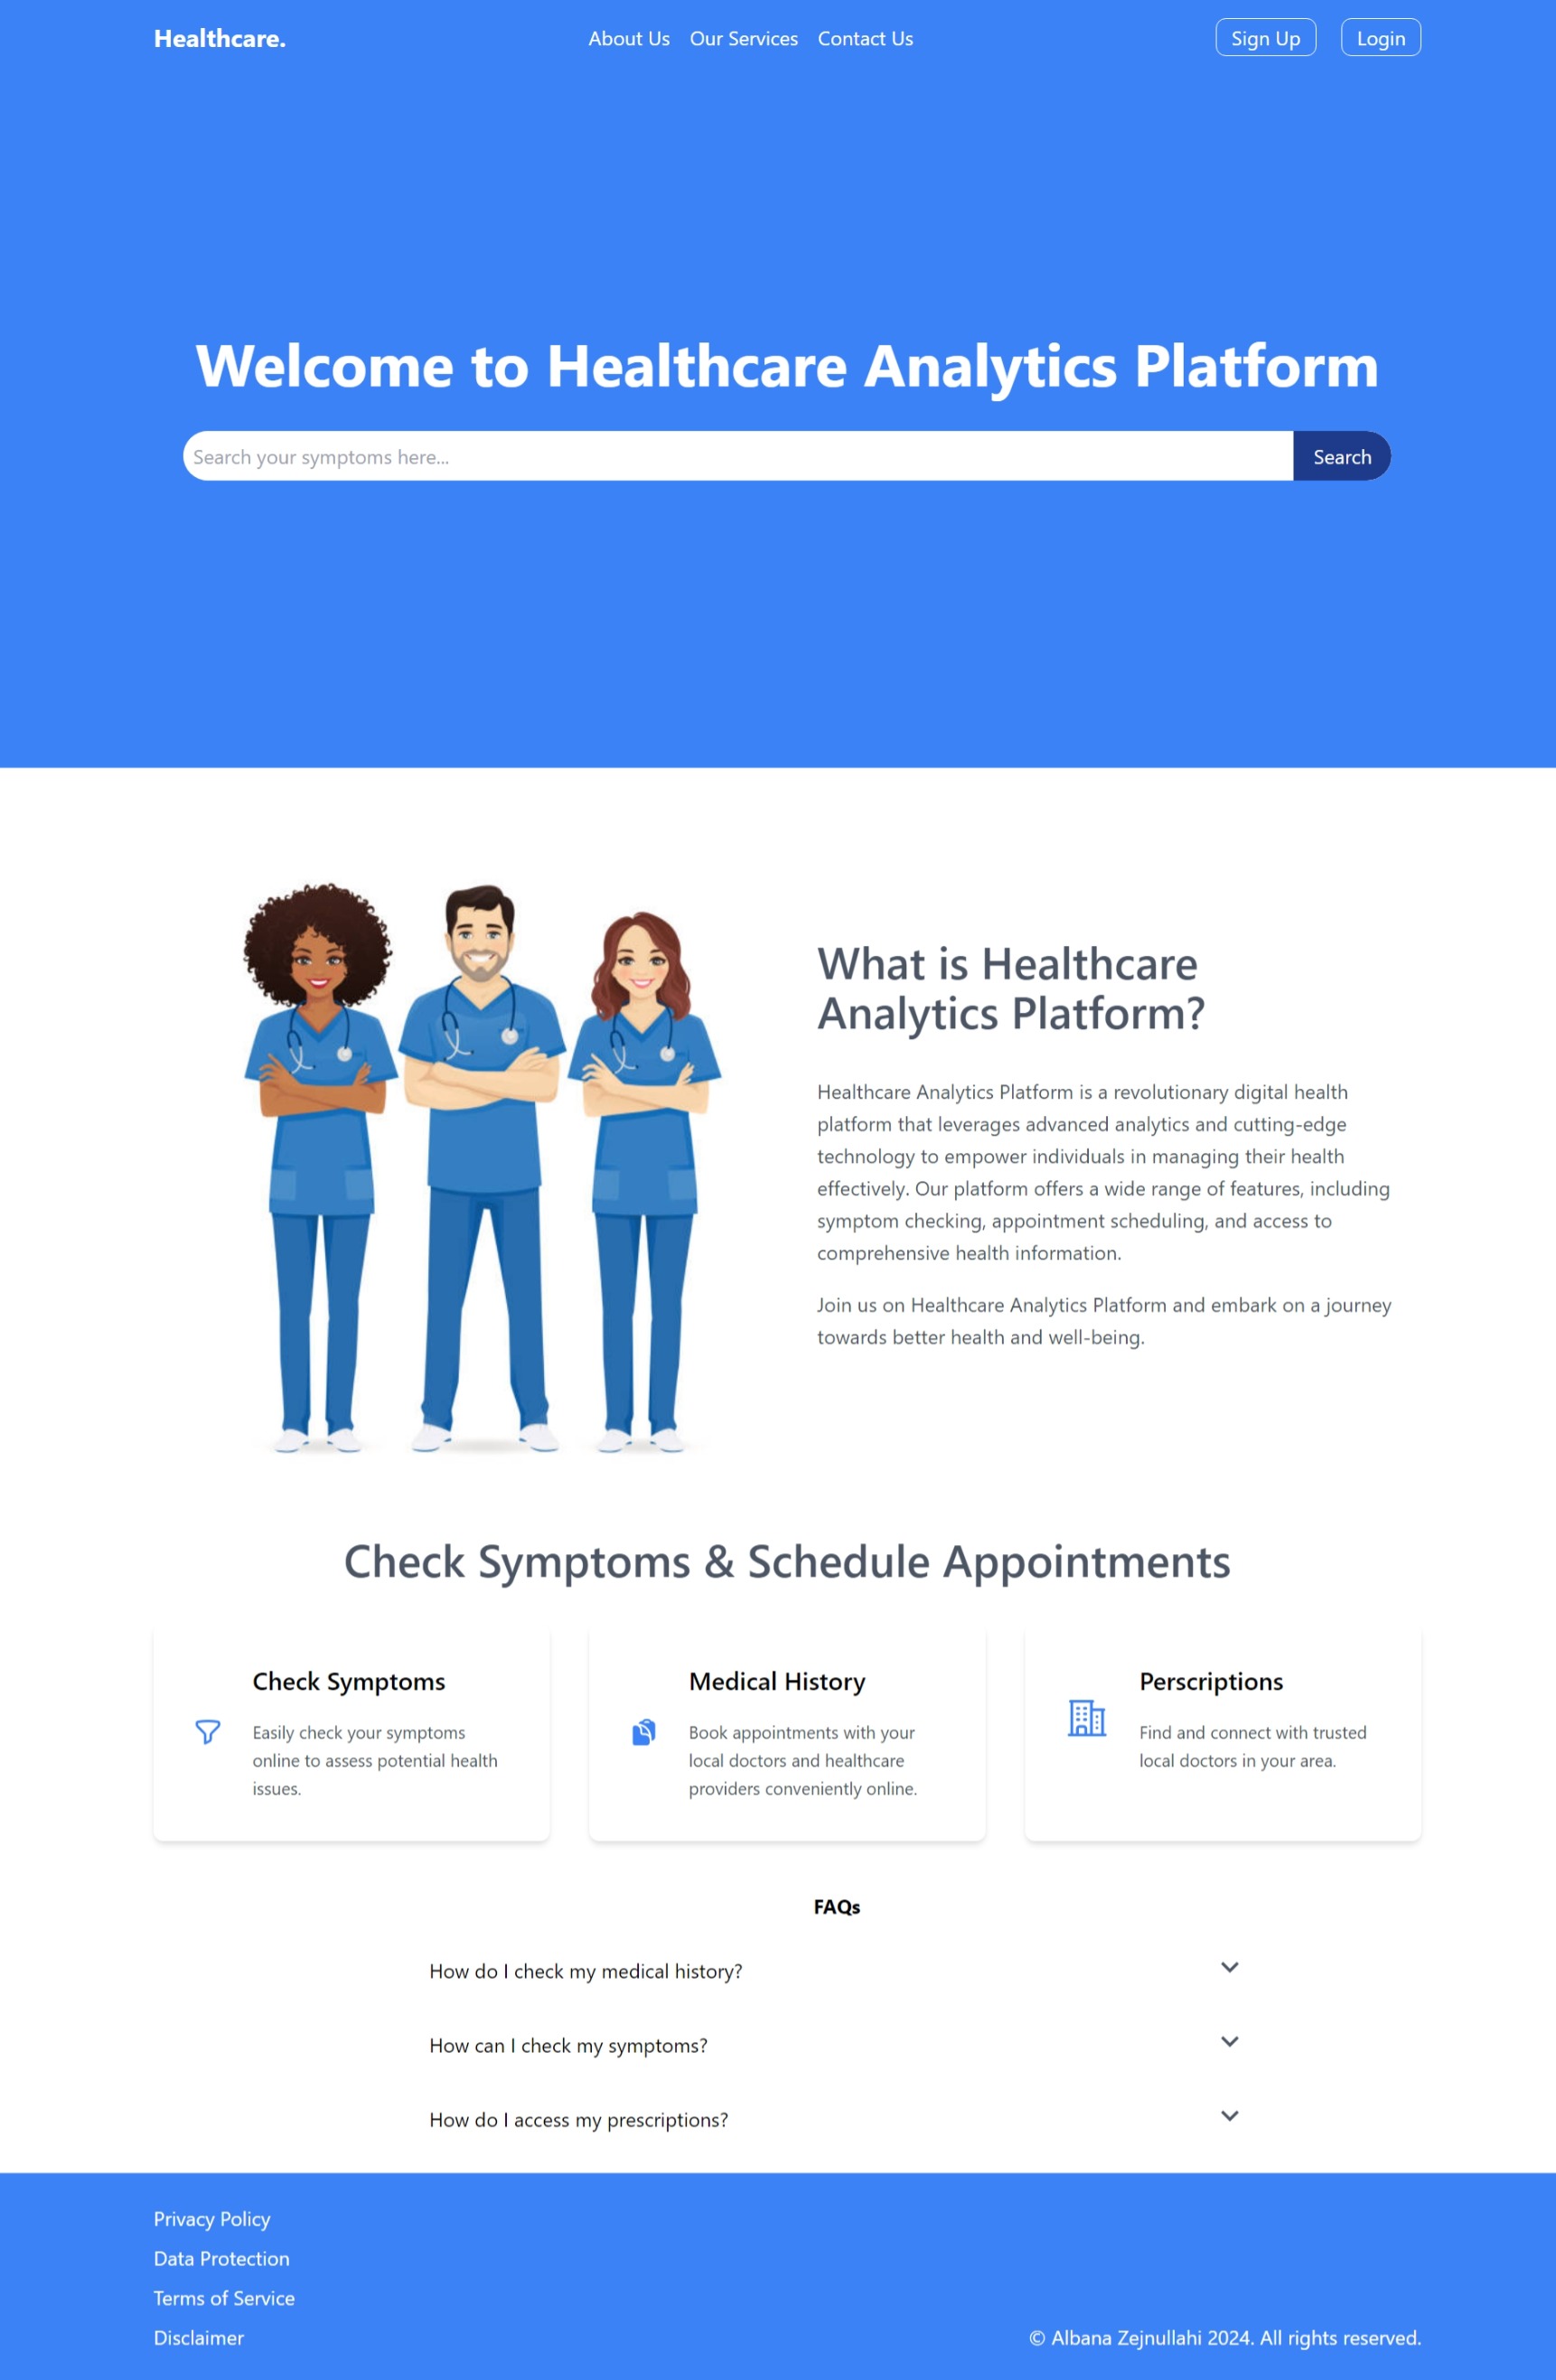 Healthcare.
About Us
Our Services
Contact Us
Sign Up
Login
Welcome to Healthcare Analytics Platform
Search your symptoms here...
Search
What is Healthcare
Analytics Platform?
Healthcare Analytics Platform is a revolutionary digital health
platform that leverages advanced analytics and cutting-edge
technology to empower individuals in managing their health
effectively. Our platform offers a wide range of features, including
symptom checking, appointment scheduling, and access to
comprehensive health information.
Join us on Healthcare Analytics Platform and embark on a journey
towards better health and well-being.
Check Symptoms & Schedule Appointments
Check Symptoms
Easily check your symptoms
online to assess potential health
issues.
Medical History
Book appointments with your
local doctors and healthcare
providers conveniently online.
Perscriptions
Find and connect with trusted
local doctors in your area.
FAQs
How do I check my medical history?
How can I check my symptoms?
How do I access my prescriptions?
Privacy Policy
Data Protection
Terms of Service
Disclaimer
© Albana Zejnullahi 2024. All rights reserved.